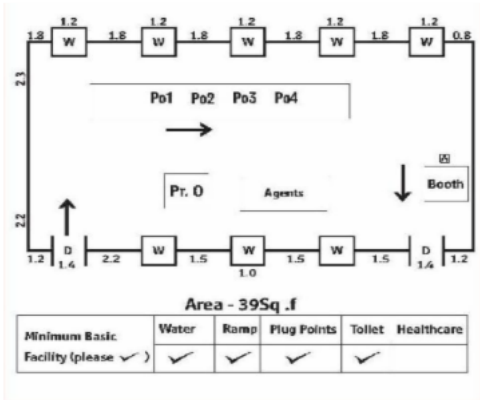 1.2 1.2 1.2 1.2 1.2
1.8 W 1.8 W 1.8 W 1.8 W 1.8 W 0.8
2.3
Po1 Po2 Po3 Po4
Pr. O Agents Booth
2.2
1.2 D 2.2 W 1.5 W 1.5 W 1.5 D 1.2
1.4 1.0 1.4
Area - 39Sq .f
Minimum Basic Water Ramp Plug Points Toilet Healthcare
Facility (please ✓ ) ✓ ✓ ✓ ✓